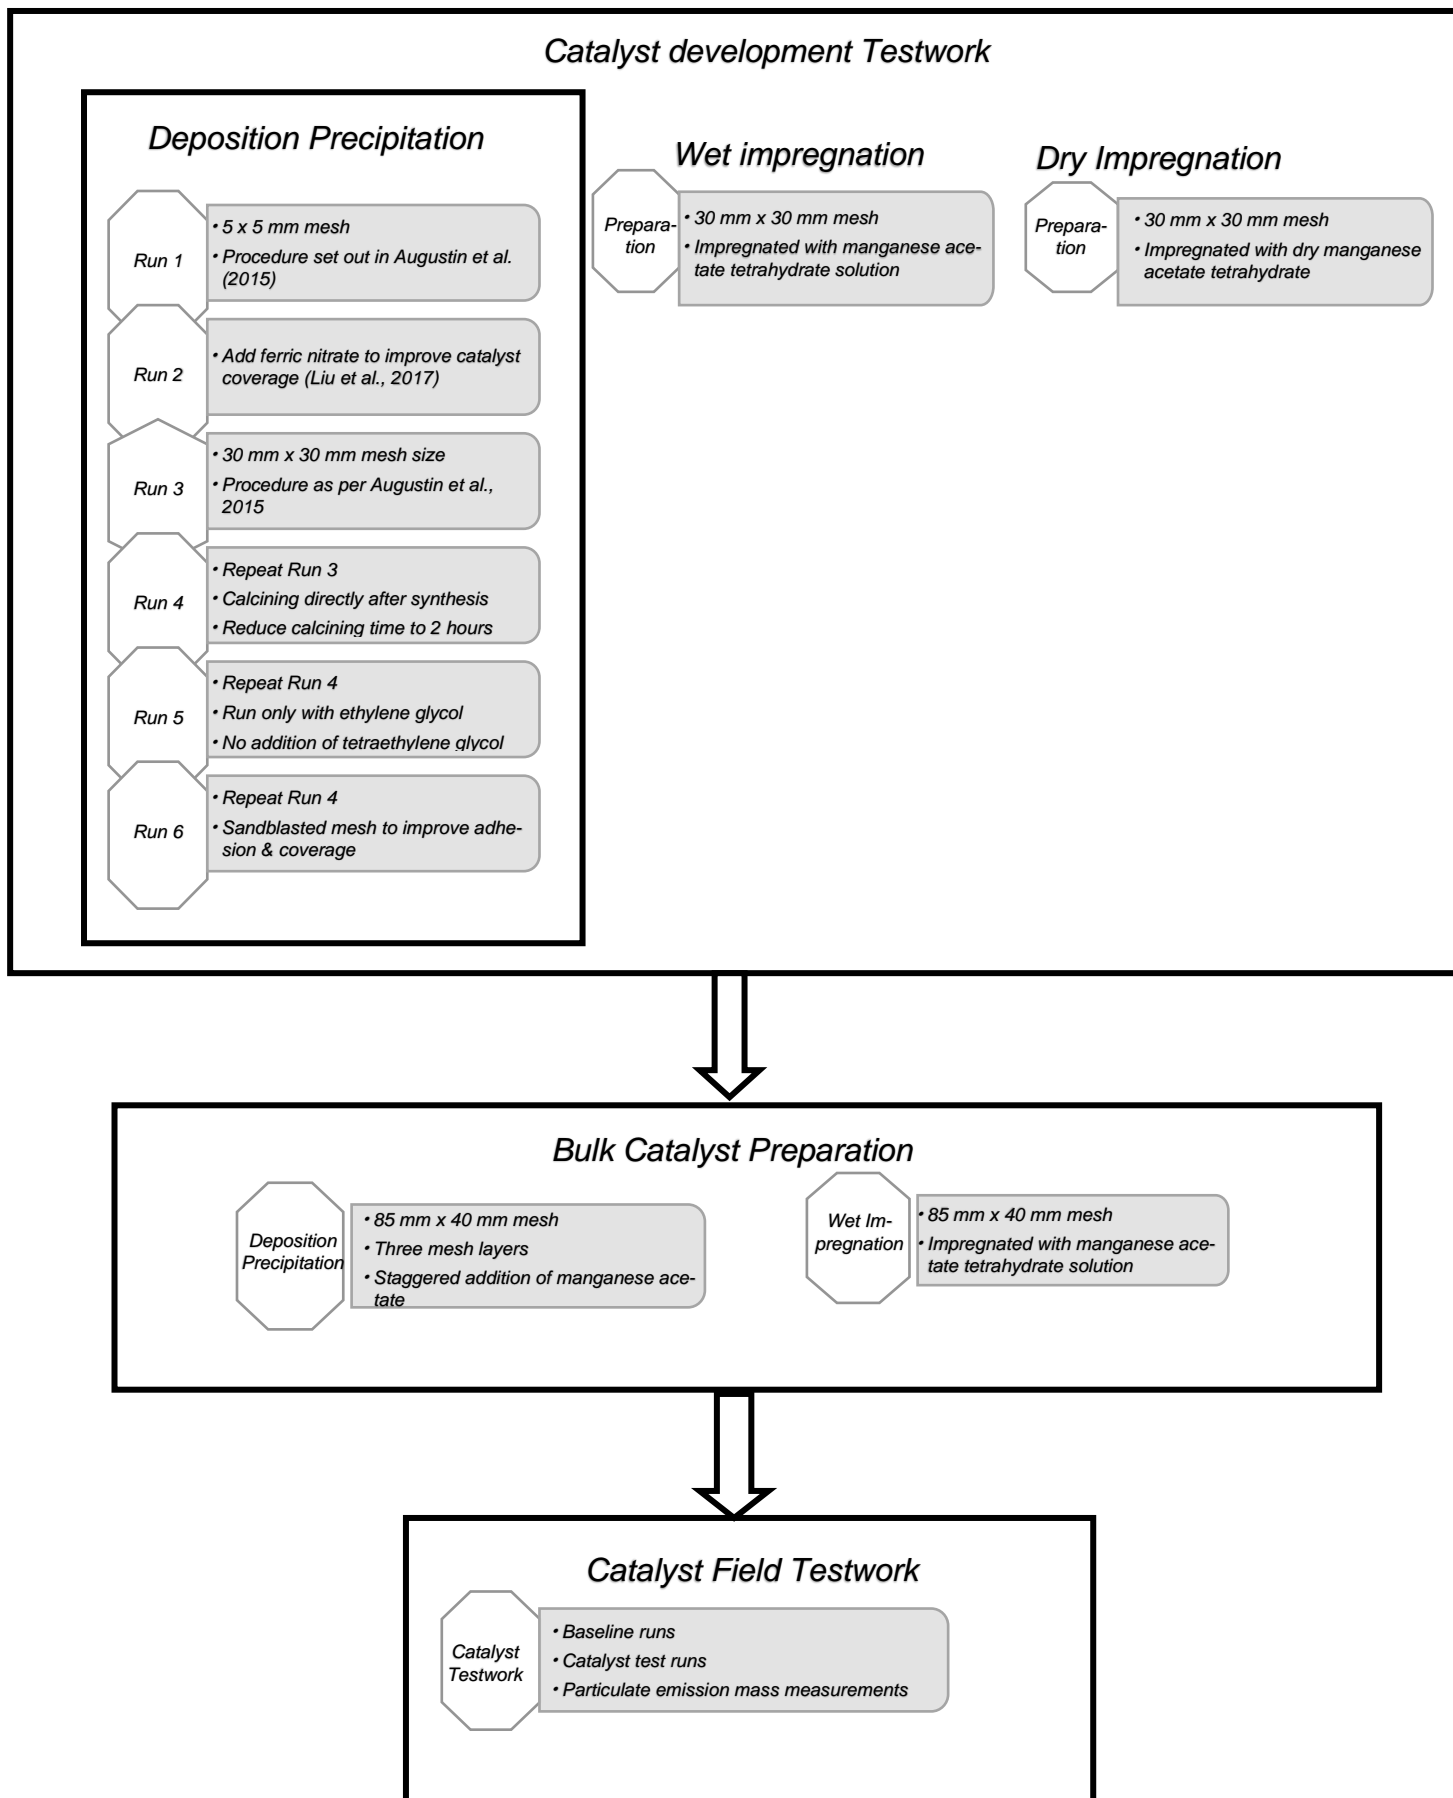 Catalyst development Testwork
Deposition Precipitation
Run 1
• 5 x 5 mm mesh
• Procedure set out in Augustin et al.
(2015)
Run 2
• Add ferric nitrate to improve catalyst
coverage (Liu et al., 2017)
Run 3
• 30 mm x 30 mm mesh size
• Procedure as per Augustin et al.,
2015
Run 4
• Repeat Run 3
• Calcining directly after synthesis
• Reduce calcining time to 2 hours
Run 5
• Repeat Run 4
• Run only with ethylene glycol
• No addition of tetraethylene glycol
Run 6
• Repeat Run 4
• Sandblasted mesh to improve adhe-
sion & coverage
Wet impregnation
Prepara-
tion
• 30 mm x 30 mm mesh
• Impregnated with manganese ace-
tate tetrahydrate solution
Dry Impregnation
Prepara-
tion
• 30 mm x 30 mm mesh
• Impregnated with dry manganese
acetate tetrahydrate
Bulk Catalyst Preparation
Deposition
Precipitation
• 85 mm x 40 mm mesh
• Three mesh layers
• Staggered addition of manganese ace-
tate
Wet Im-
pregnation
• 85 mm x 40 mm mesh
• Impregnated with manganese ace-
tate tetrahydrate solution
Catalyst Field Testwork
Catalyst
Testwork
• Baseline runs
• Catalyst test runs
• Particulate emission mass measurements